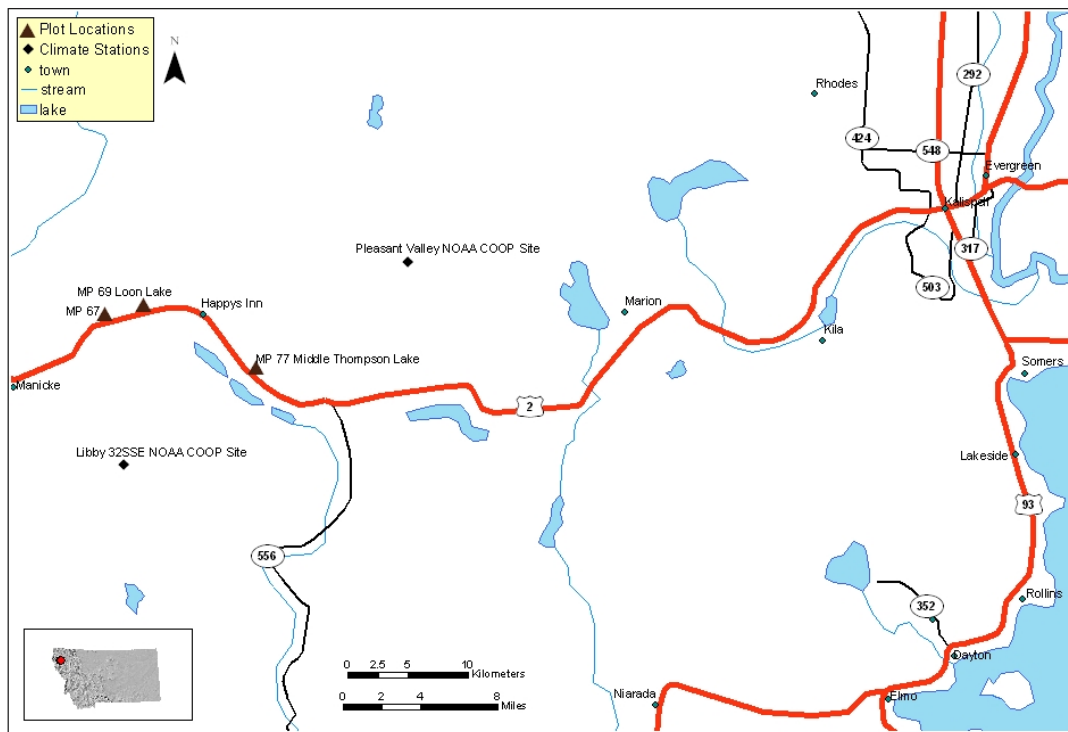 Plot Locations
Climate Stations
town
stream
lake
N
292
Rhodes
424
548
Evergreen
Kalispell
317
Pleasant Valley NOAA COOP Site
503
MP 69 Loon Lake
MP 67
Happys Inn
Marion
Kila
MP 77 Middle Thompson Lake
Somers
Manicke
2
Libby 32SSE NOAA COOP Site
Lakeside
93
556
Rollins
352
Dayton
0 2.5 5 10
Kilometers
0 2 4 8
Miles
Niarada
Elmo